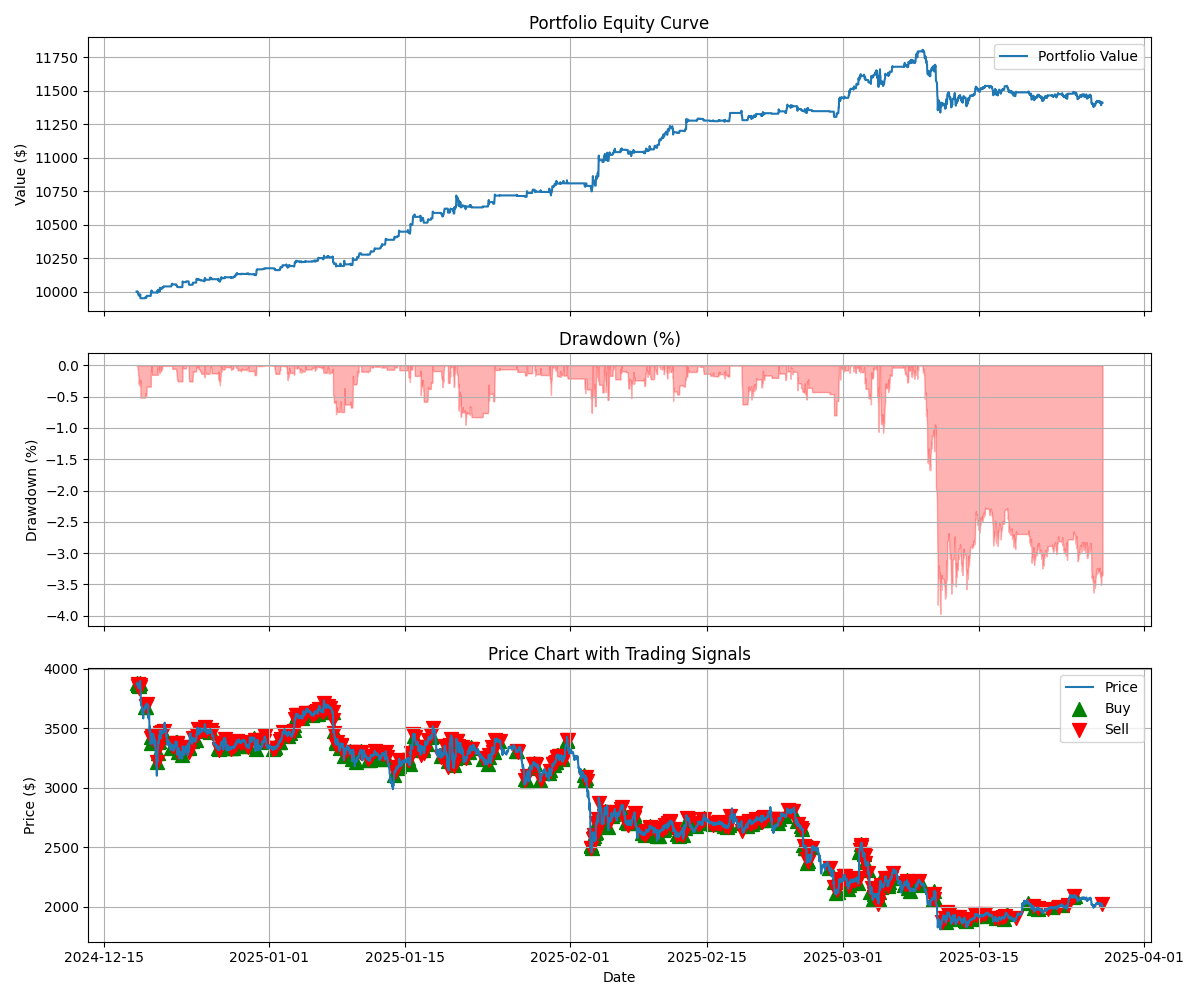 Portfolio Equity Curve
Value ($)
11750
11500
11250
11000
10750
10500
10250
10000
Portfolio Value
Drawdown (%)
Drawdown (%)
0.0
−0.5
−1.0
−1.5
−2.0
−2.5
−3.0
−3.5
−4.0
Price Chart with Trading Signals
Price ($)
4000
3500
3000
2500
2000
Price
Buy
Sell
2024-12-15 2025-01-01 2025-01-15 2025-02-01 2025-02-15 2025-03-01 2025-03-15 2025-04-01
Date